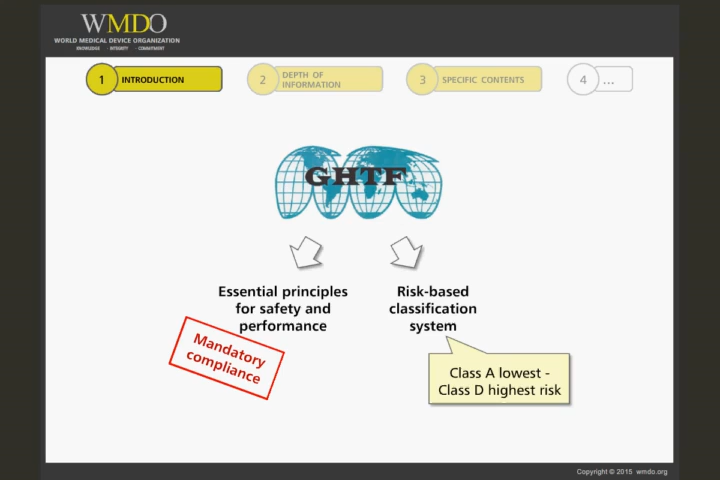 WMDO
WORLD MEDICAL DEVICE ORGANIZATION
KNOWLEDGE · INTEGRITY · COMMITMENT
1 INTRODUCTION
2 DEPTH OF
INFORMATION
3 SPECIFIC CONTENTS
4 ...
GHTF
Essential principles
for safety and
performance
Mandatory
compliance
Risk-based
classification
system
Class A lowest -
Class D highest risk
Copyright © 2015 wmdo.org